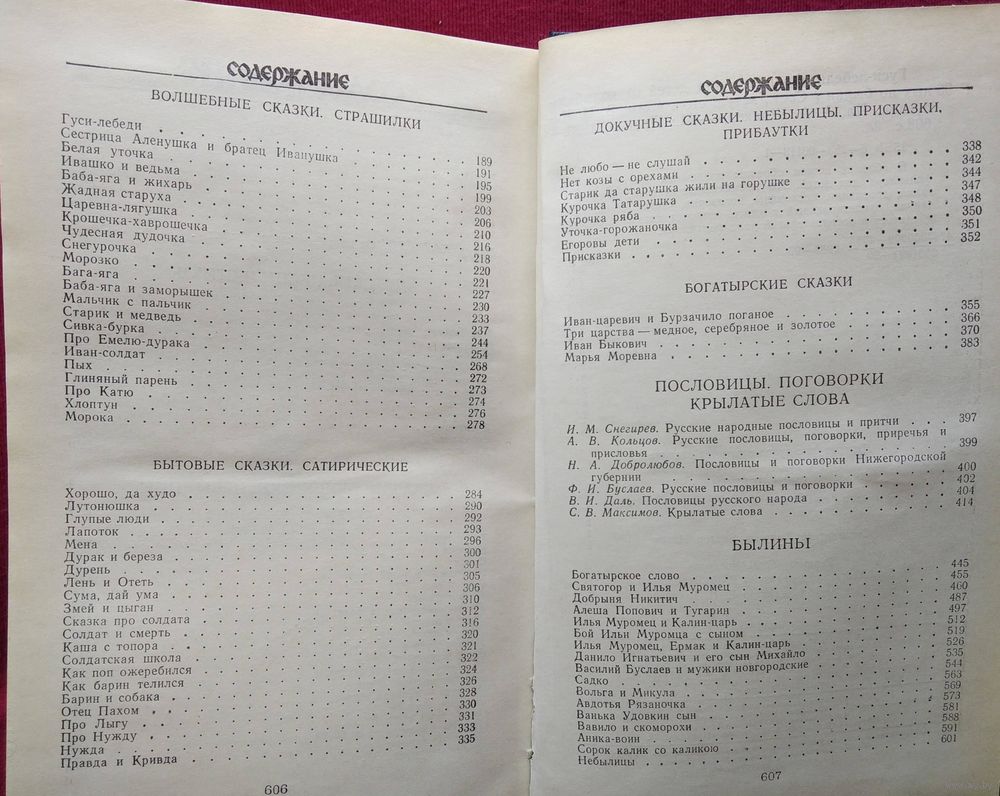 СОДЕРЖАНИЕ
ВОЛШЕБНЫЕ СКАЗКИ. СТРАШИЛКИ
Гуси-лебеди . . . 189
Сестрица Аленушка и братец Иванушка . . . 191
Белая уточка . . . 195
Ивашко и ведьма . . . 199
Баба-яга и жихарь . . . 203
Жадная старуха . . . 206
Царевна-лягушка . . . 210
Крошечка-хаврошечка . . . 216
Чудесная дудочка . . . 218
Снегурочка . . . 220
Морозко . . . 221
Бага-яга . . . 227
Баба-яга и заморышек . . . 230
Мальчик с пальчик . . . 233
Старик и медведь . . . 237
Сивка-бурка . . . 244
Про Емелю-дурака . . . 254
Иван-солдат . . . 268
Пых . . . 272
Глиняный парень . . . 273
Про Катю . . . 274
Хлоптун . . . 276
Морока . . . 278
БЫТОВЫЕ СКАЗКИ. САТИРИЧЕСКИЕ
Хорошо, да худо . . . 284
Лутонюшка . . . 290
Глупые люди . . . 292
Лапоток . . . 293
Мена . . . 296
Дурак и береза . . . 300
Дурень . . . 301
Лень и Отеть . . . 305
Сума, дай ума . . . 306
Змей и цыган . . . 310
Сказка про солдата . . . 312
Солдат и смерть . . . 316
Каша с топора . . . 320
Солдатская школа . . . 321
Как поп ожеребился . . . 322
Как барин телился . . . 324
Барин и собака . . . 326
Отец Пахом . . . 328
Про Лыгу . . . 330
Про Нужду . . . 331
Нужда . . . 333
Правда и Кривда . . . 335
606
СОДЕРЖАНИЕ
ДОКУЧНЫЕ СКАЗКИ. НЕБЫЛИЦЫ. ПРИСКАЗКИ,
ПРИБАУТКИ
Не любо — не слушай . . . 338
Нет козы с орехами . . . 342
Старик да старушка жили на горушке . . . 344
Курочка Татарушка . . . 347
Курочка ряба . . . 348
Уточка-горожаночка . . . 350
Егоровы дети . . . 351
Присказки . . . 352
БОГАТЫРСКИЕ СКАЗКИ
Иван-царевич и Бурзачило поганое . . . 355
Три царства — медное, серебряное и золотое . . . 366
Иван Быкович . . . 370
Марья Моревна . . . 383
ПОСЛОВИЦЫ. ПОГОВОРКИ
КРЫЛАТЫЕ СЛОВА
И. М. Снегирев. Русские народные пословицы и притчи . . . 397
А. В. Кольцов. Русские пословицы, поговорки, приречья и
присловья . . . 399
Н. А. Добролюбов. Пословицы и поговорки Нижегородской
губернии . . . 400
Ф. И. Буслаев. Русские пословицы и поговорки . . . 402
В. И. Даль. Пословицы русского народа . . . 404
С. В. Максимов. Крылатые слова . . . 414
БЫЛИНЫ
Богатырское слово . . . 445
Святогор и Илья Муромец . . . 455
Добрыня Никитич . . . 460
Алеша Попович и Тугарин . . . 487
Илья Муромец и Калин-царь . . . 497
Бой Ильи Муромца с сыном . . . 512
Илья Муромец, Ермак и Калин-царь . . . 519
Данило Игнатьевич и его сын Михайло . . . 526
Василий Буслаев и мужики новгородские . . . 535
Садко . . . 544
Вольга и Микула . . . 563
Авдотья Рязаночка . . . 569
Ванька Удовкин сын . . . 573
Вавило и скоморохи . . . 581
Аника-воин . . . 588
Сорок калик со каликою . . . 591
Небылицы . . . 601
607